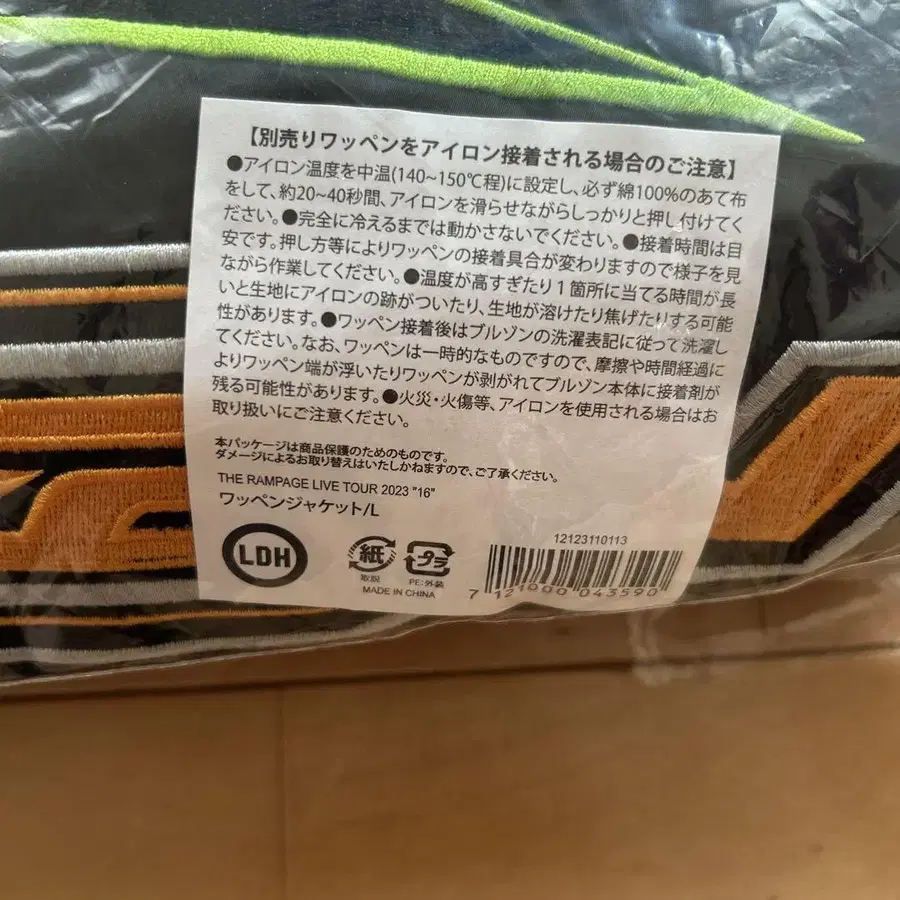 【別売りワッペンをアイロン接着される場合のご注意】
●アイロン温度を中温(140~150℃程)に設定し、必ず綿100%のあて布
をして、約20~40秒間、アイロンを滑らせながらしっかりと押し付けてく
ださい。●完全に冷えるまでは動かさないでください。●接着時間は目
安です。押し方等によりワッペンの接着具合が変わりますので様子を見
ながら作業してください。●温度が高すぎたり1箇所に当てる時間が長
いと生地にアイロンの跡がついたり、生地が溶けたり焦げたりする可能
性があります。●ワッペン接着後はブルゾンの洗濯表記に従って洗濯し
てください。なお、ワッペンは一時的なものですので、摩擦や時間経過に
よりワッペン端が浮いたりワッペンが剥がれてブルゾン本体に接着剤が
残る可能性があります。●火災・火傷等、アイロンを使用される場合はお
取り扱いにご注意ください。
本パッケージは商品保護のためのものです。
ダメージによるお取り替えはいたしかねますので、ご了承ください。
THE RAMPAGE LIVE TOUR 2023 "16"
ワッペンジャケット/L
LDH
紙
取説
プラ
PE:外装
MADE IN CHINA
12123110113
7 121000 043590